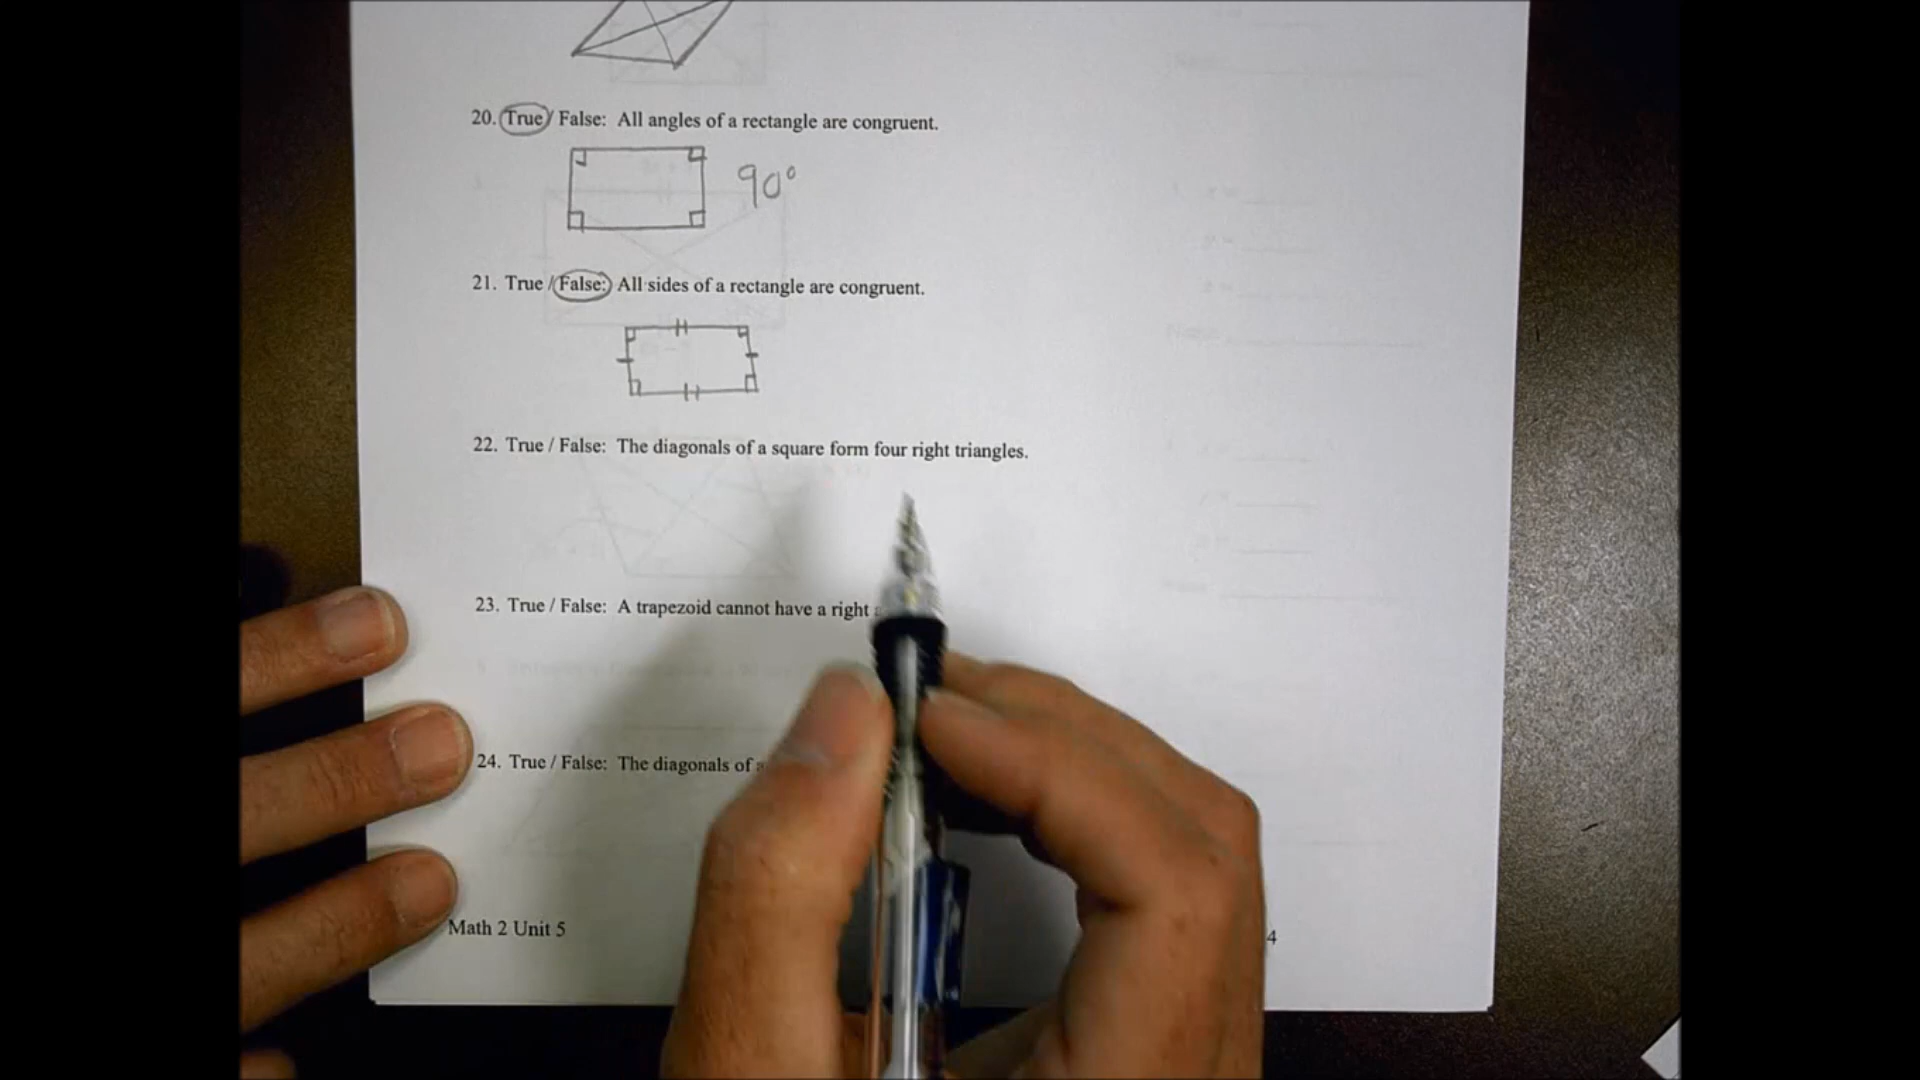 20. True / False: All angles of a rectangle are congruent.
90°
21. True / False: All sides of a rectangle are congruent.
22. True / False: The diagonals of a square form four right triangles.
23. True / False: A trapezoid cannot have a right
24. True / False: The diagonals of
Math 2 Unit 5
4